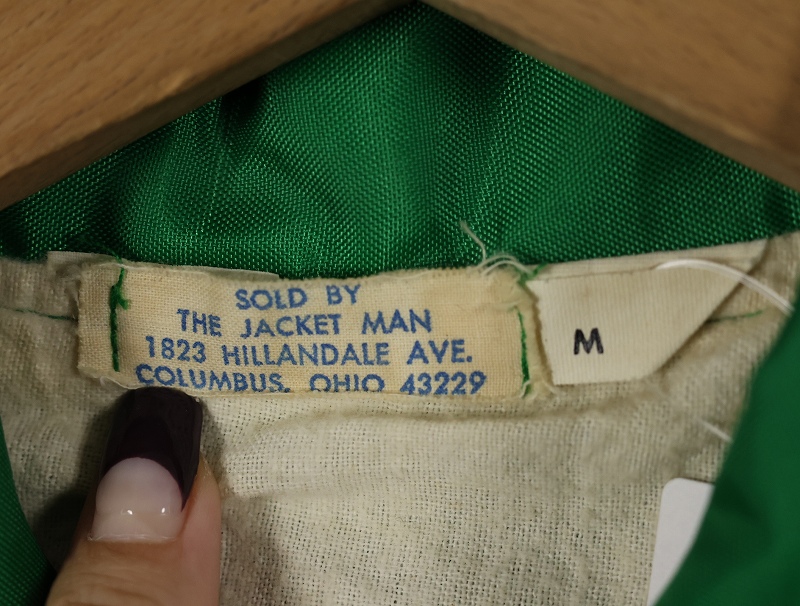 SOLD BY
THE JACKET MAN
1823 HILLANDALE AVE.
COLUMBUS, OHIO 43229
M